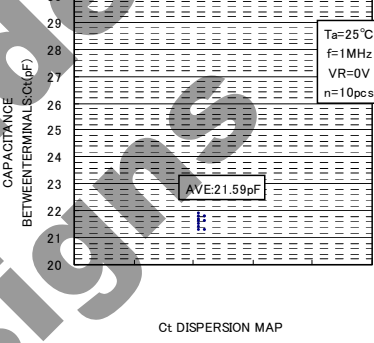 29
28
27
26
25
24
23
22
21
20
CAPACITANCE
BETWEENTERMINALS:Ct(pF)
Ta=25°C
f=1MHz
VR=0V
n=10pcs
AVE:21.59pF
Ct DISPERSION MAP